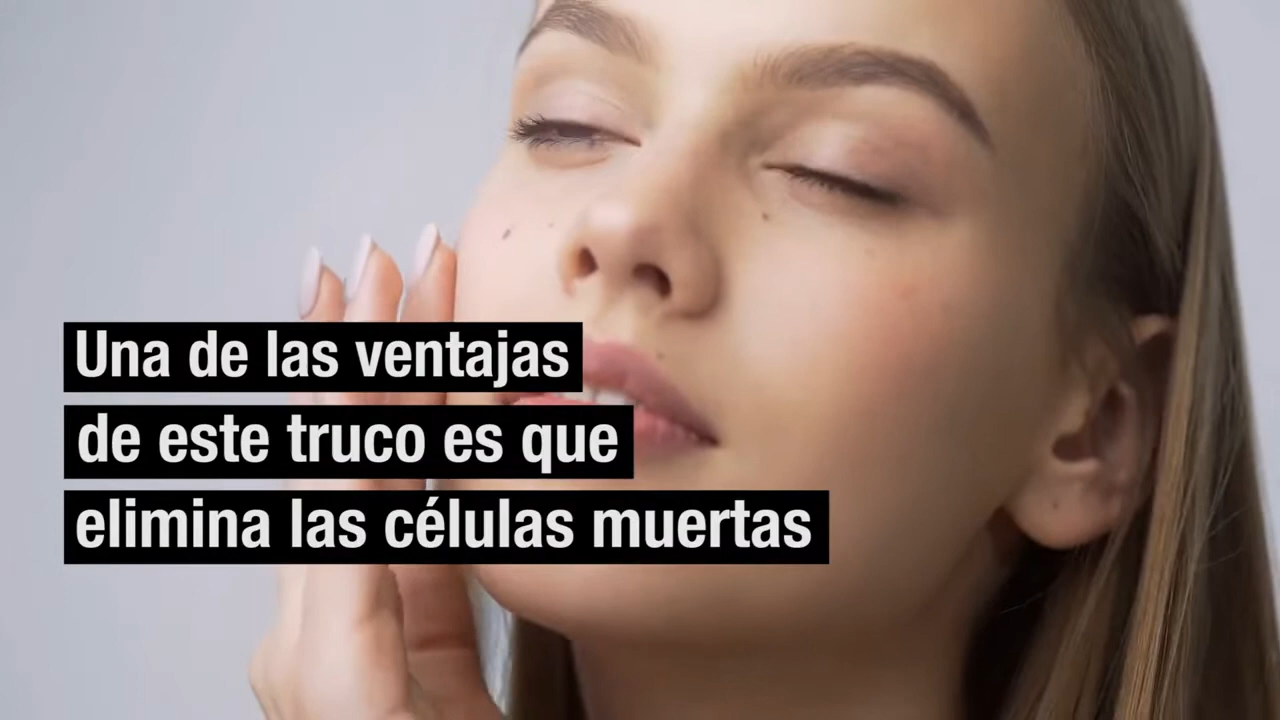 Una de las ventajas
de este truco es que
elimina las células muertas